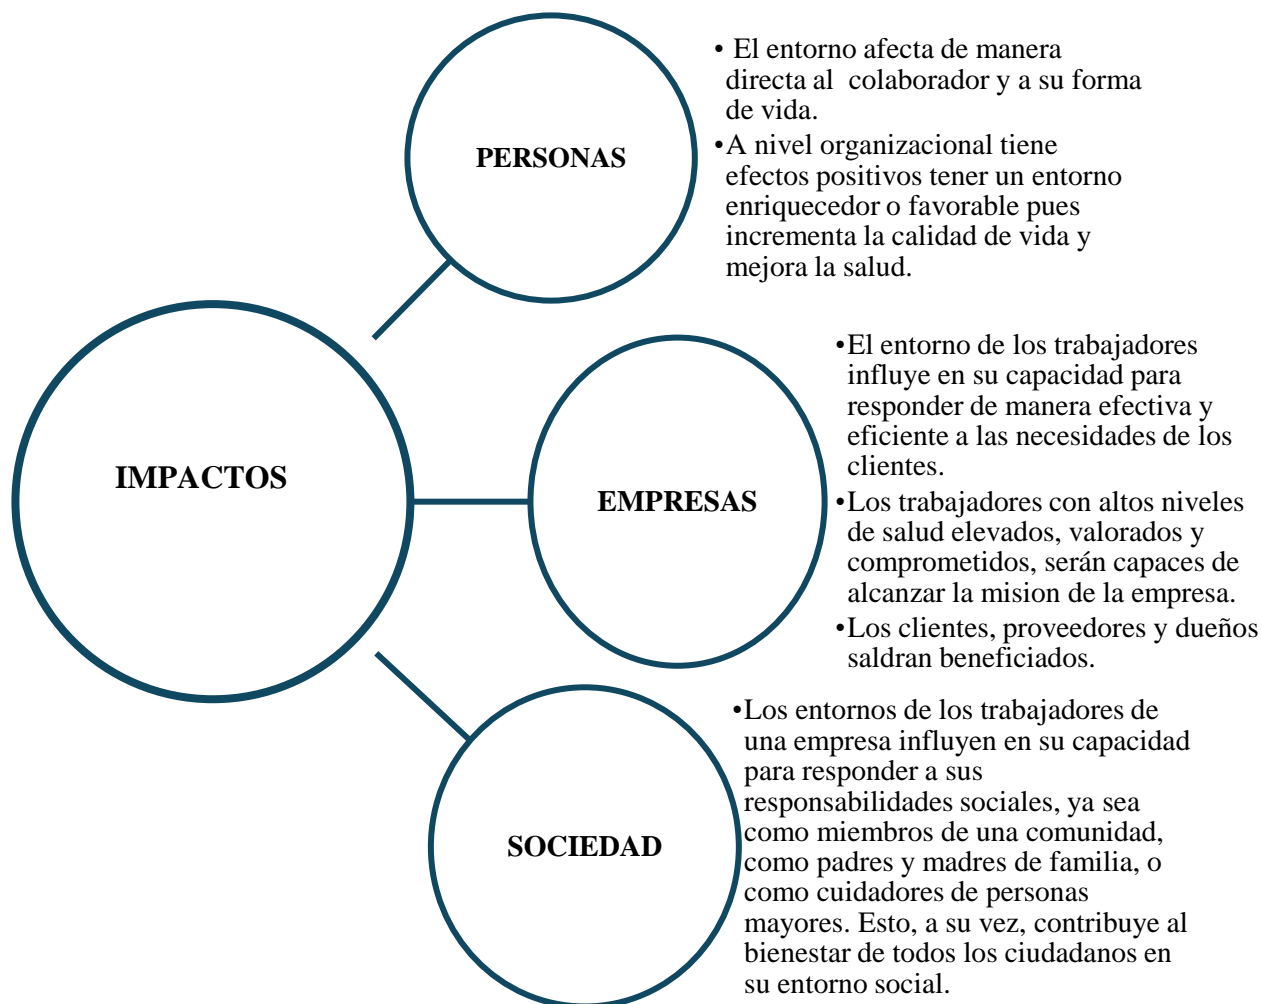 IMPACTOS
PERSONAS
• El entorno afecta de manera
directa al colaborador y a su forma
de vida.
•A nivel organizacional tiene
efectos positivos tener un entorno
enriquecedor o favorable pues
incrementa la calidad de vida y
mejora la salud.
EMPRESAS
•El entorno de los trabajadores
influye en su capacidad para
responder de manera efectiva y
eficiente a las necesidades de los
clientes.
•Los trabajadores con altos niveles
de salud elevados, valorados y
comprometidos, serán capaces de
alcanzar la mision de la empresa.
•Los clientes, proveedores y dueños
saldran beneficiados.
SOCIEDAD
•Los entornos de los trabajadores de
una empresa influyen en su capacidad
para responder a sus
responsabilidades sociales, ya sea
como miembros de una comunidad,
como padres y madres de familia, o
como cuidadores de personas
mayores. Esto, a su vez, contribuye al
bienestar de todos los ciudadanos en
su entorno social.